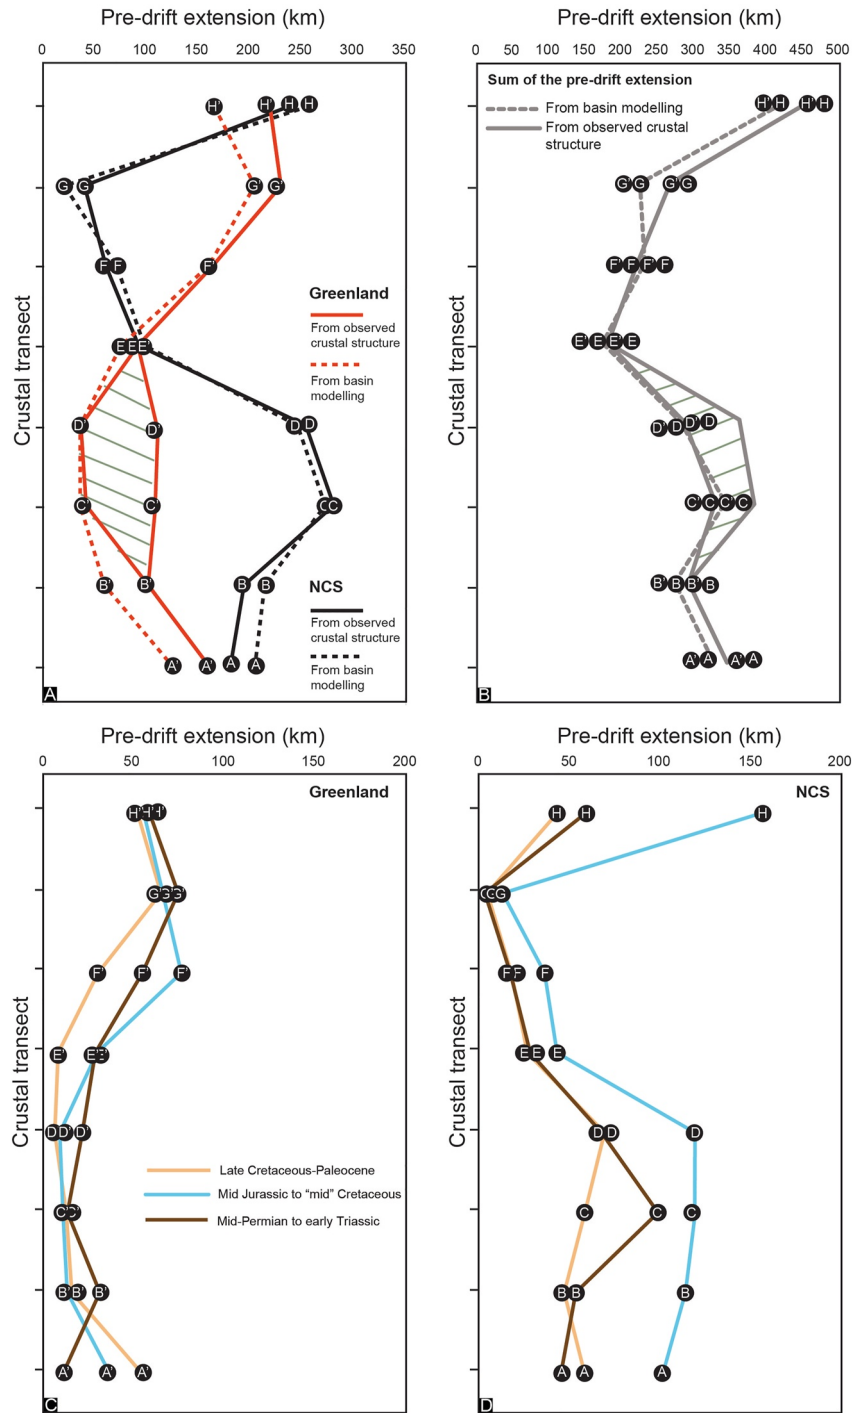 Pre-drift extension (km)
0 50 100 150 200 250 300 350
H' H' H H
G G G' G'
F F F'
Greenland
From observed
crustal structure
From basin
modelling
E E E'
D' D' D D
C' C' C C
B' B' B B
NCS
From observed
crustal structure
From basin
modelling
A' A' A A
Crustal transect
A
Pre-drift extension (km)
0 50 100 150 200 250 300 350 400 450 500
Sum of the pre-drift extension
From basin modelling
From observed crustal
structure
H' H H' H
G' G G' G
F' F F' F
E' E E' E
D' D D' D
C' C C' C
B' B B' B
A' A A' A
Crustal transect
B
Pre-drift extension (km)
0 50 100 150 200
Greenland
H' H' H'
G' G' G'
F' F' F'
E' E' E'
D' D' D'
C' C'
Late Cretaceous-Paleocene
Mid Jurassic to "mid" Cretaceous
Mid-Permian to early Triassic
B' B' B'
A' A' A'
Crustal transect
C
Pre-drift extension (km)
0 50 100 150 200
NCS
H H H
G G G
F F F
E E E
D D D
C C C
B B B
A A A
Crustal transect
D